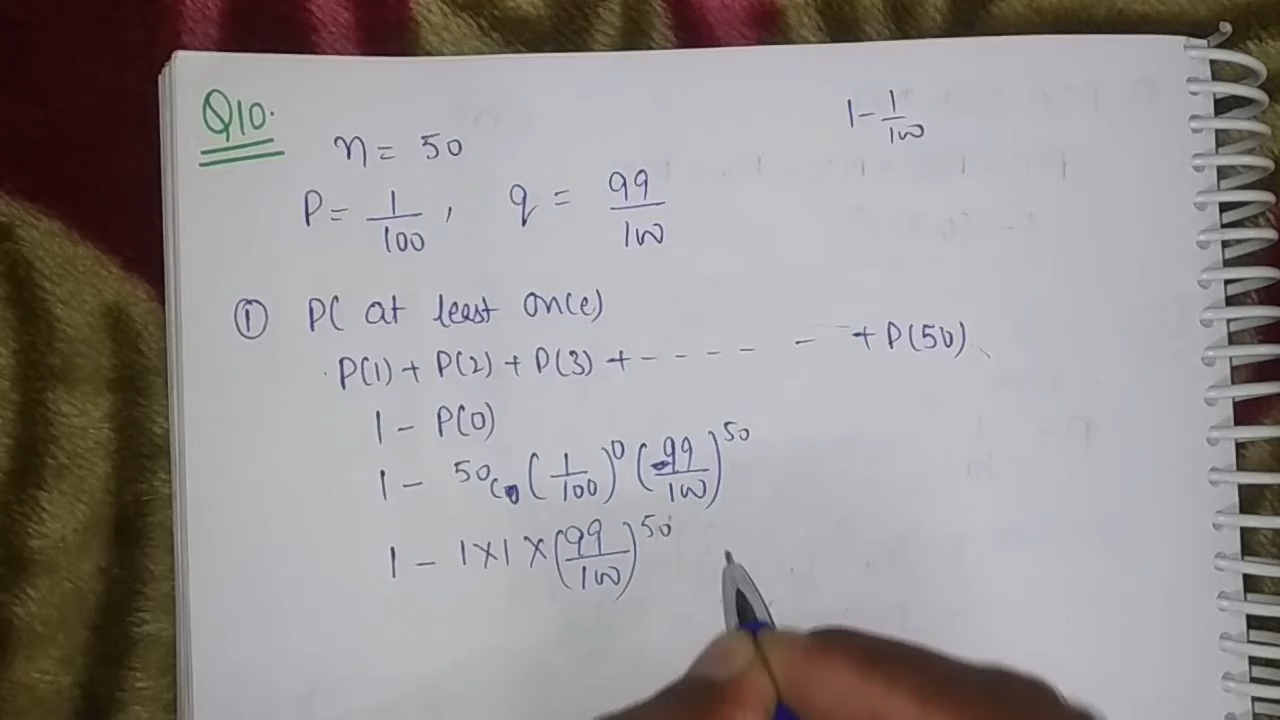 Q10.
n = 50
1 - 1/100
P = 1/100 , q = 99/100
① P( at least once)
P(1) + P(2) + P(3) + - - - - - + P(50)
1 - P(0)
1 - ⁵⁰C₀ (1/100)⁰ (99/100)⁵⁰
1 - 1×1 × (99/100)⁵⁰